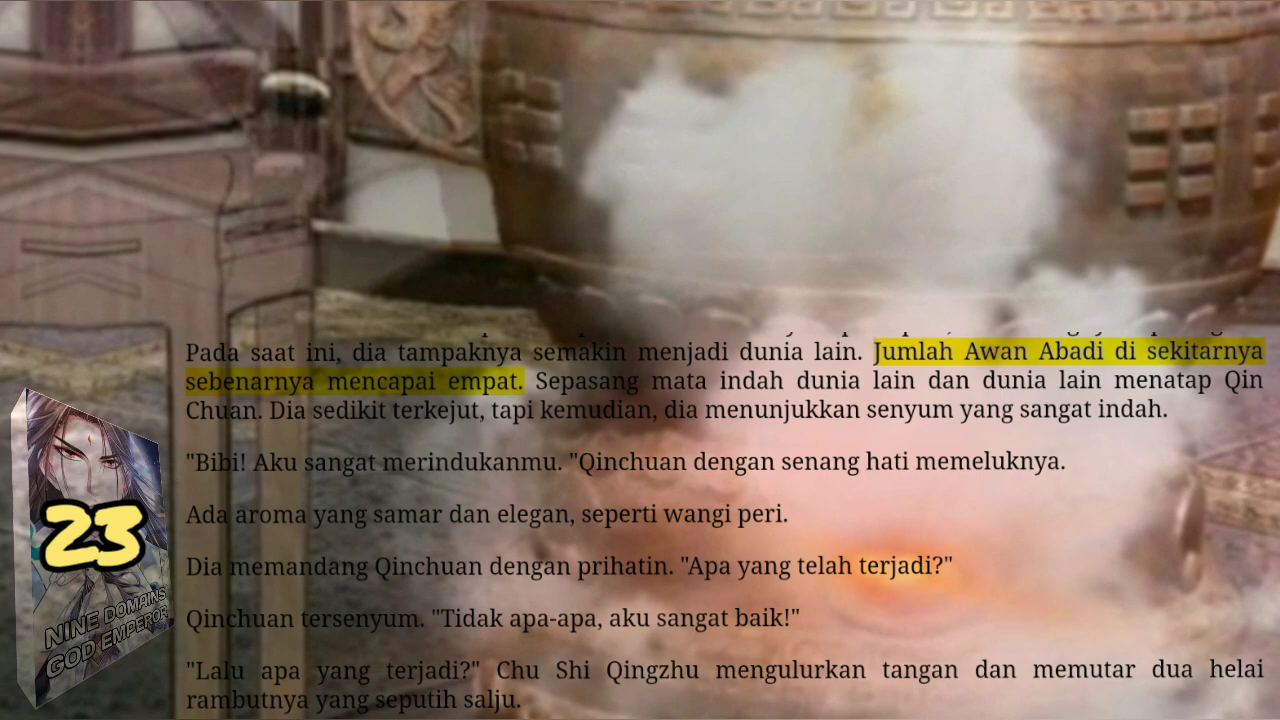 Pada saat ini, dia tampaknya semakin menjadi dunia lain. Jumlah Awan Abadi di sekitarnya
sebenarnya mencapai empat. Sepasang mata indah dunia lain dan dunia lain menatap Qin
Chuan. Dia sedikit terkejut, tapi kemudian, dia menunjukkan senyum yang sangat indah.
"Bibi! Aku sangat merindukanmu. "Qinchuan dengan senang hati memeluknya.
Ada aroma yang samar dan elegan, seperti wangi peri.
Dia memandang Qinchuan dengan prihatin. "Apa yang telah terjadi?"
Qinchuan tersenyum. "Tidak apa-apa, aku sangat baik!"
"Lalu apa yang terjadi?" Chu Shi Qingzhu mengulurkan tangan dan memutar dua helai
rambutnya yang seputih salju.
23
NINE DOMAINS
GOD EMPEROR